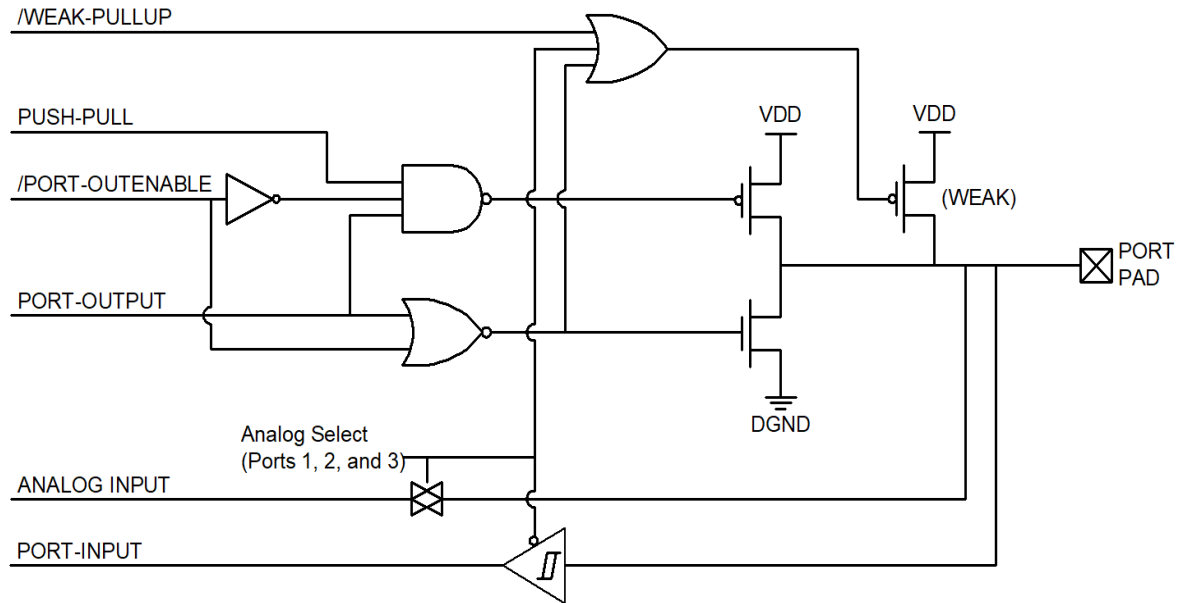 /WEAK-PULLUP
PUSH-PULL
VDD
VDD
/PORT-OUTENABLE
(WEAK)
PORT
PAD
PORT-OUTPUT
DGND
Analog Select
(Ports 1, 2, and 3)
ANALOG INPUT
PORT-INPUT